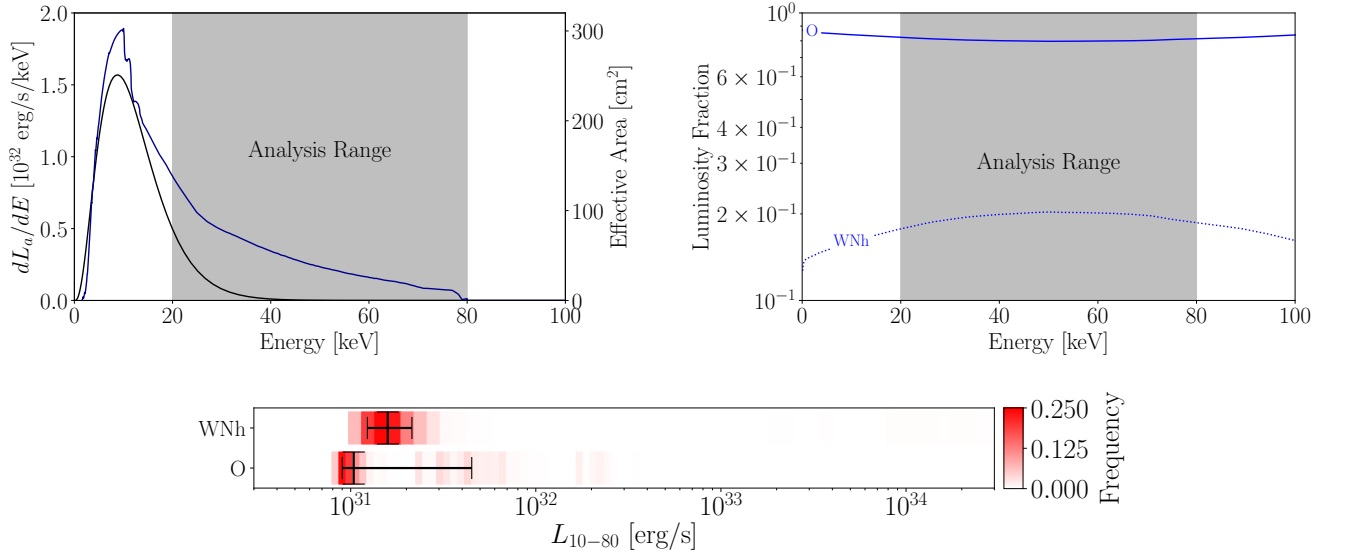 2.0
1.5
1.0
0.5
0.0
dL_a/dE [10^32 erg/s/keV]
0 20 40 60 80 100
Energy [keV]
300
200
100
0
Effective Area [cm^2]
Analysis Range
10^0
6 × 10^-1
4 × 10^-1
3 × 10^-1
2 × 10^-1
10^-1
Luminosity Fraction
O
WNh
Analysis Range
0 20 40 60 80 100
Energy [keV]
WNh
O
10^31 10^32 10^33 10^34
L_10−80 [erg/s]
0.250
0.125
0.000
Frequency